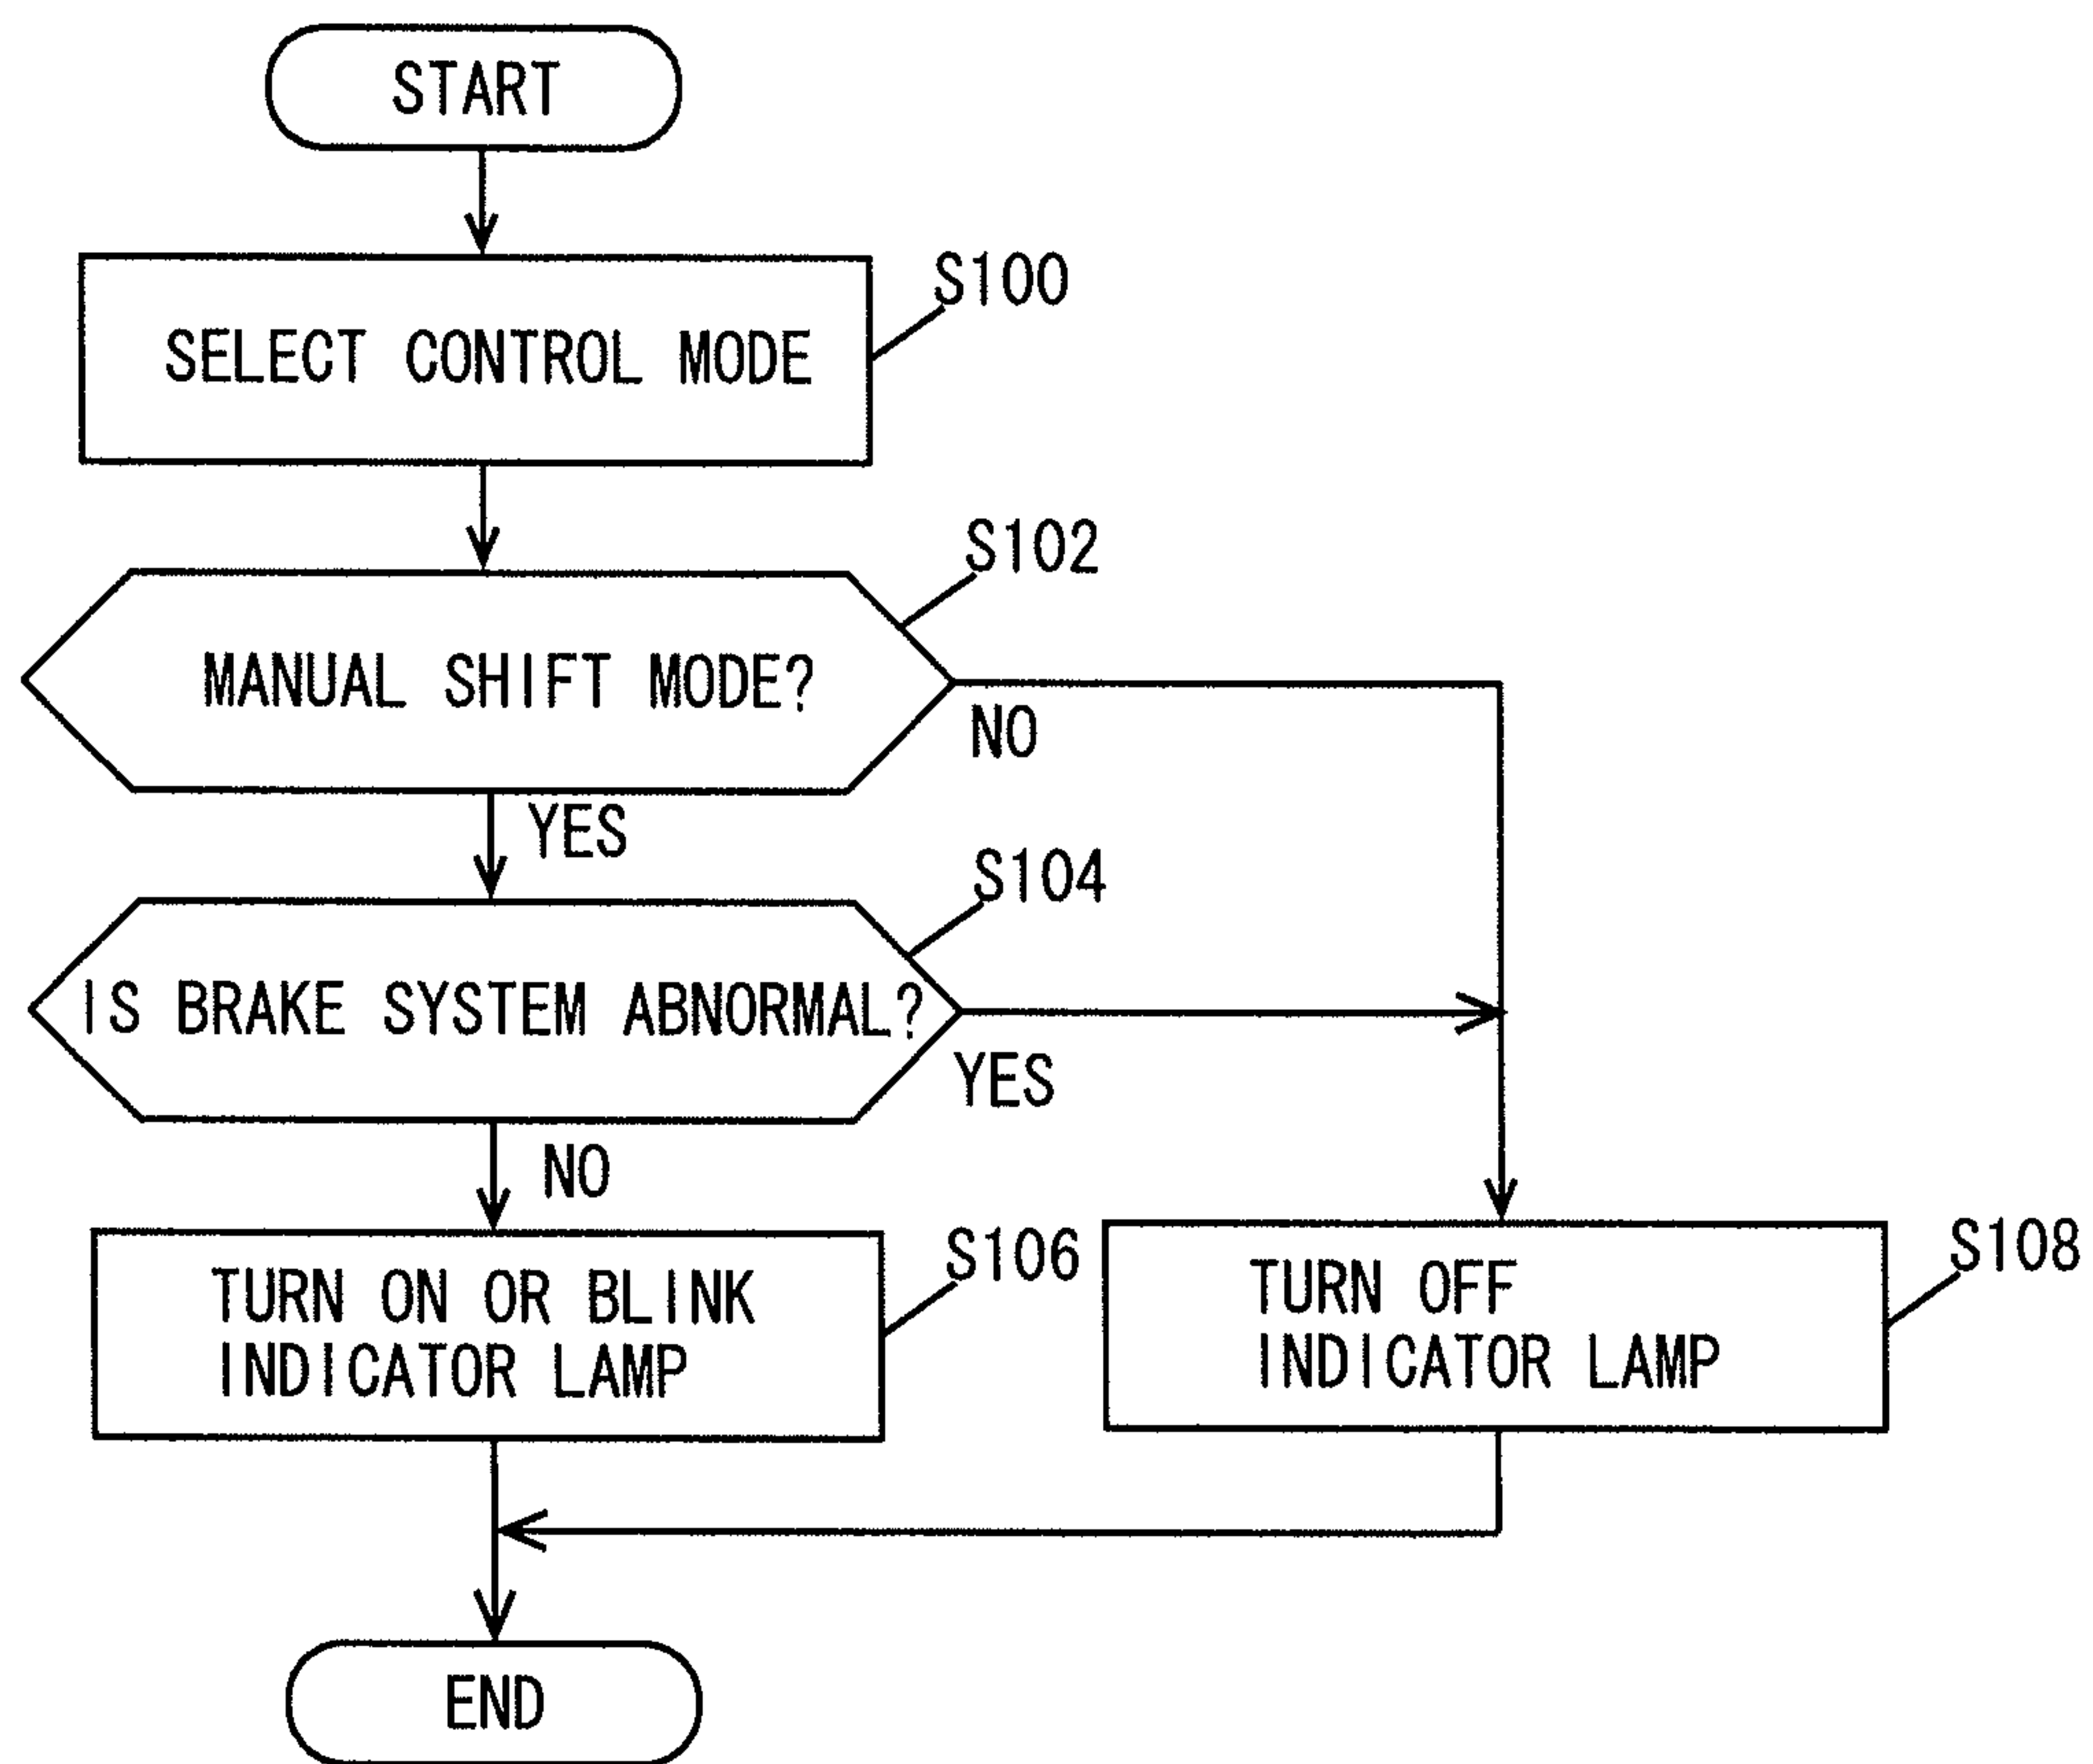 START
SELECT CONTROL MODE
S100
MANUAL SHIFT MODE?
S102
NO
YES
IS BRAKE SYSTEM ABNORMAL?
S104
YES
NO
TURN ON OR BLINK
INDICATOR LAMP
S106
TURN OFF
INDICATOR LAMP
S108
END